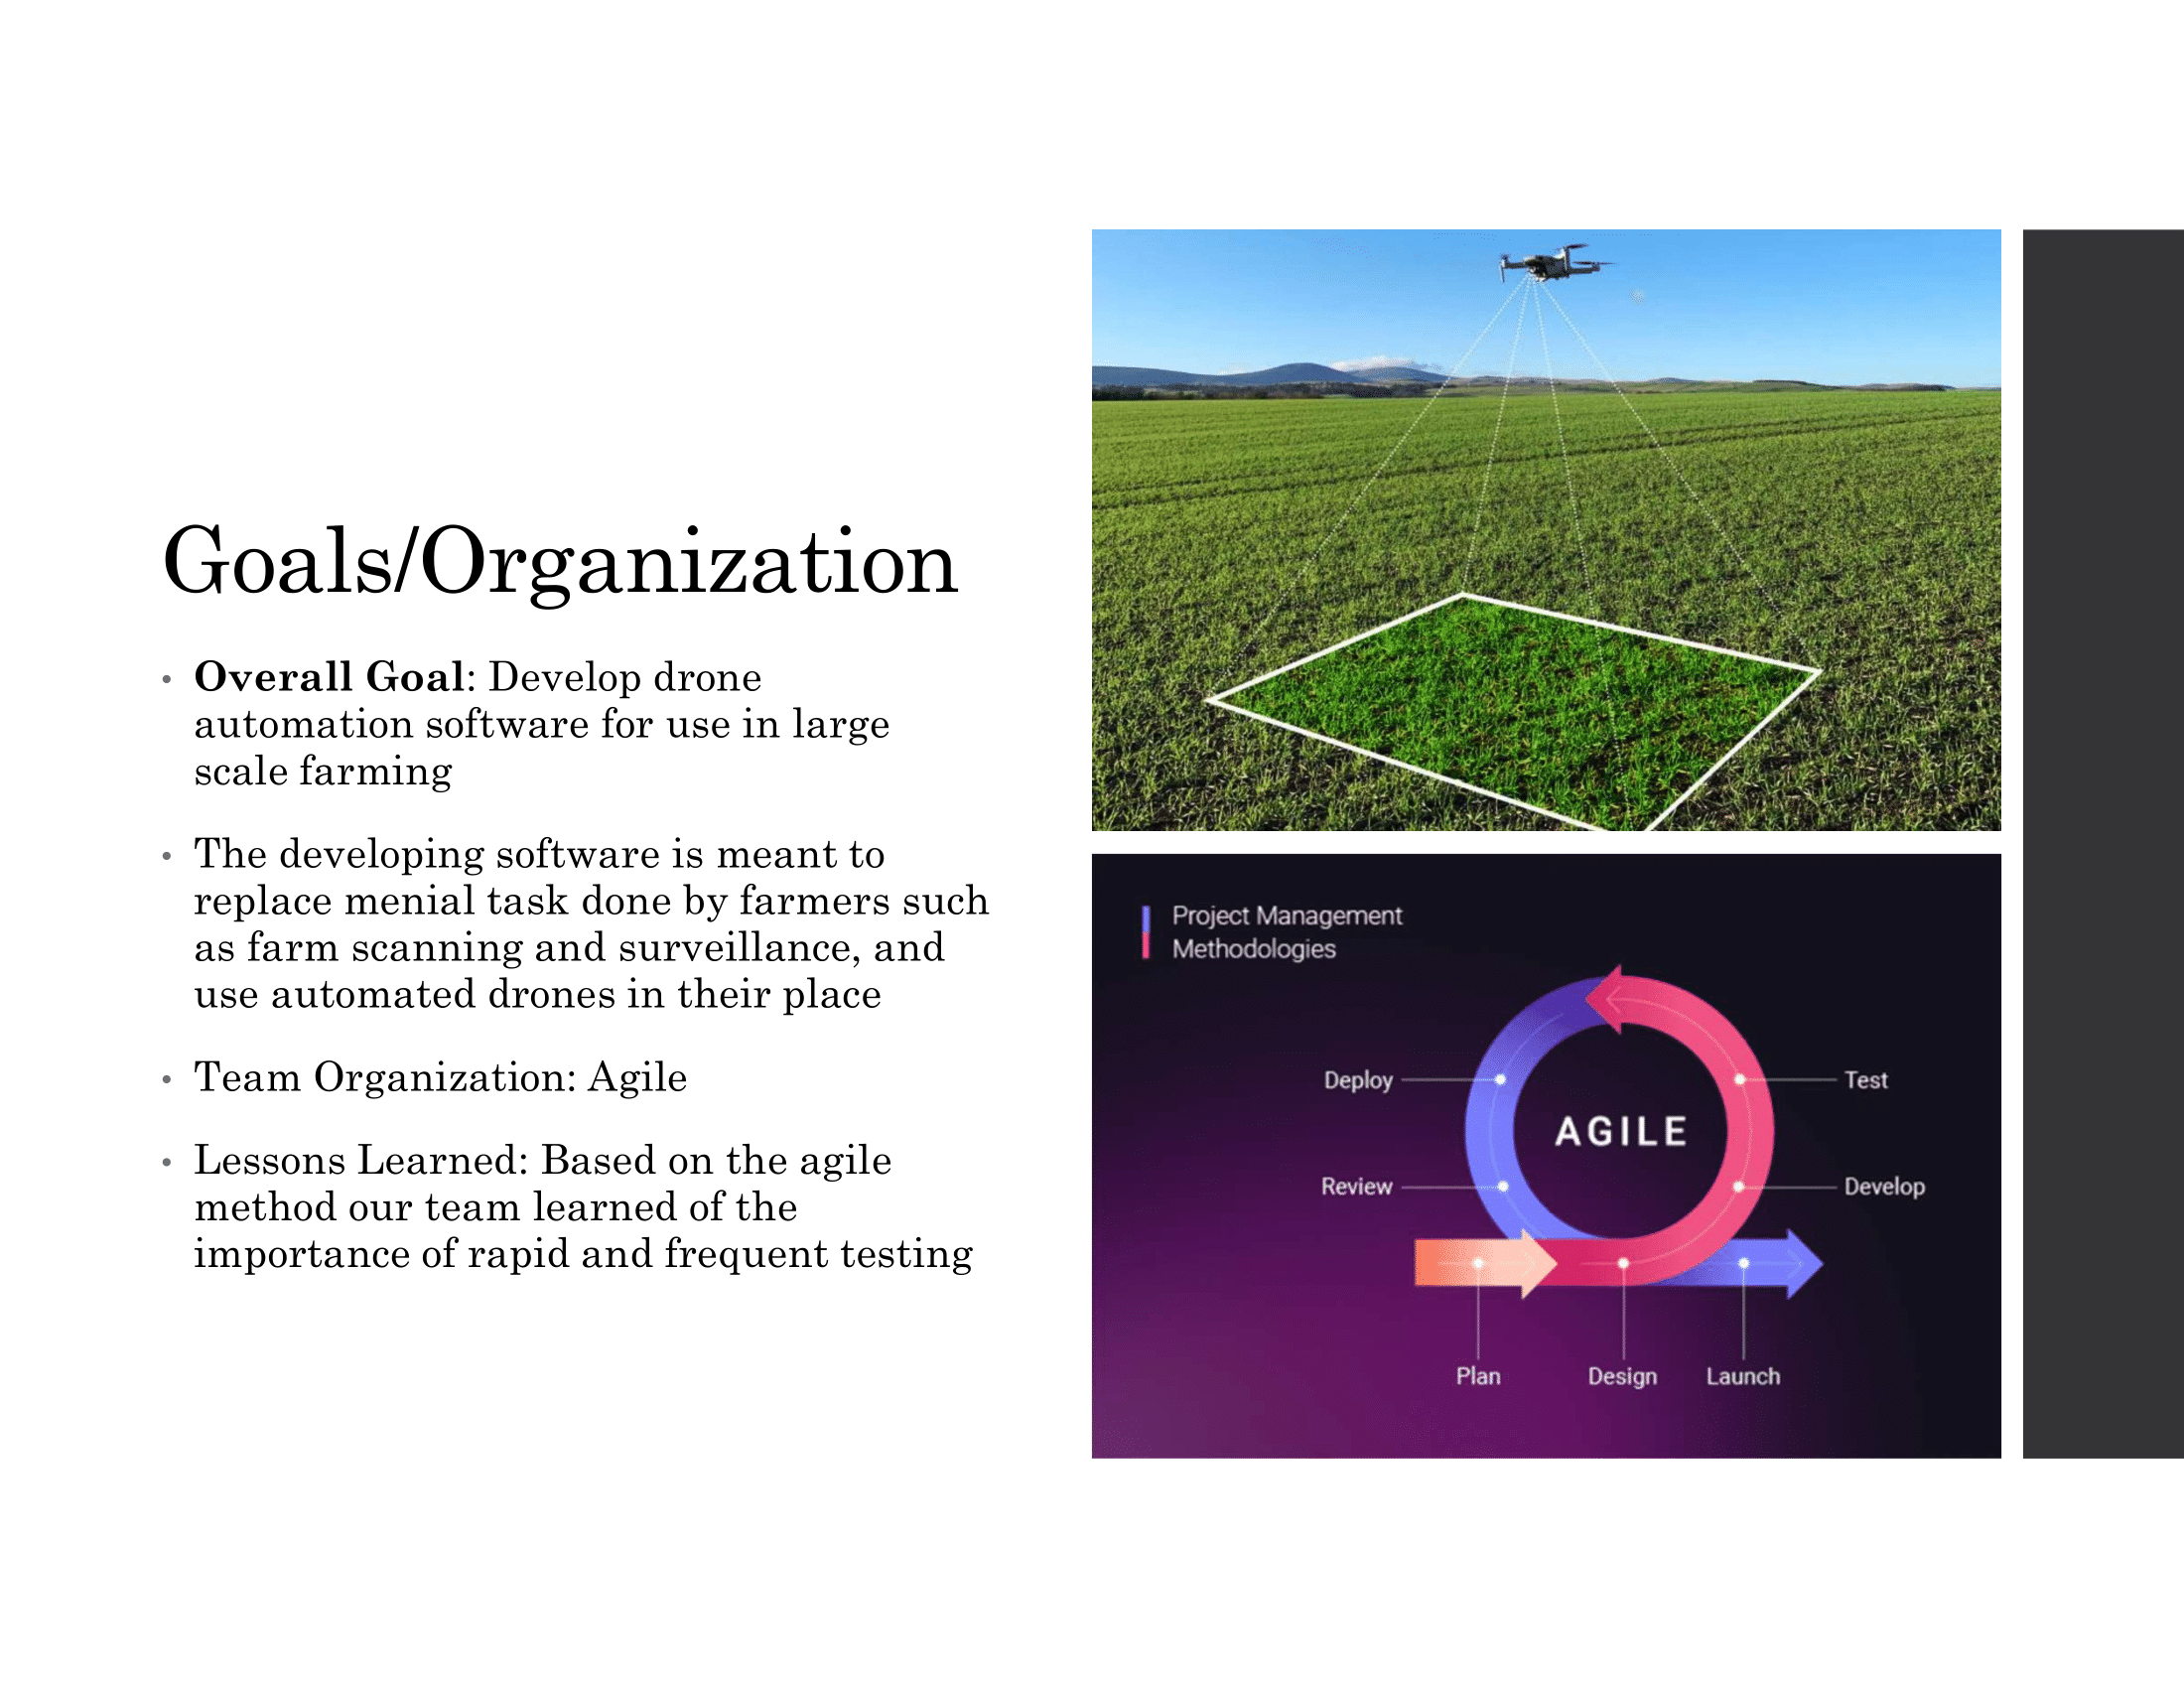 Goals/Organization
• Overall Goal: Develop drone
automation software for use in large
scale farming
• The developing software is meant to
replace menial task done by farmers such
as farm scanning and surveillance, and
use automated drones in their place
• Team Organization: Agile
• Lessons Learned: Based on the agile
method our team learned of the
importance of rapid and frequent testing
Project Management
Methodologies
Deploy
Test
AGILE
Review
Develop
Plan
Design
Launch